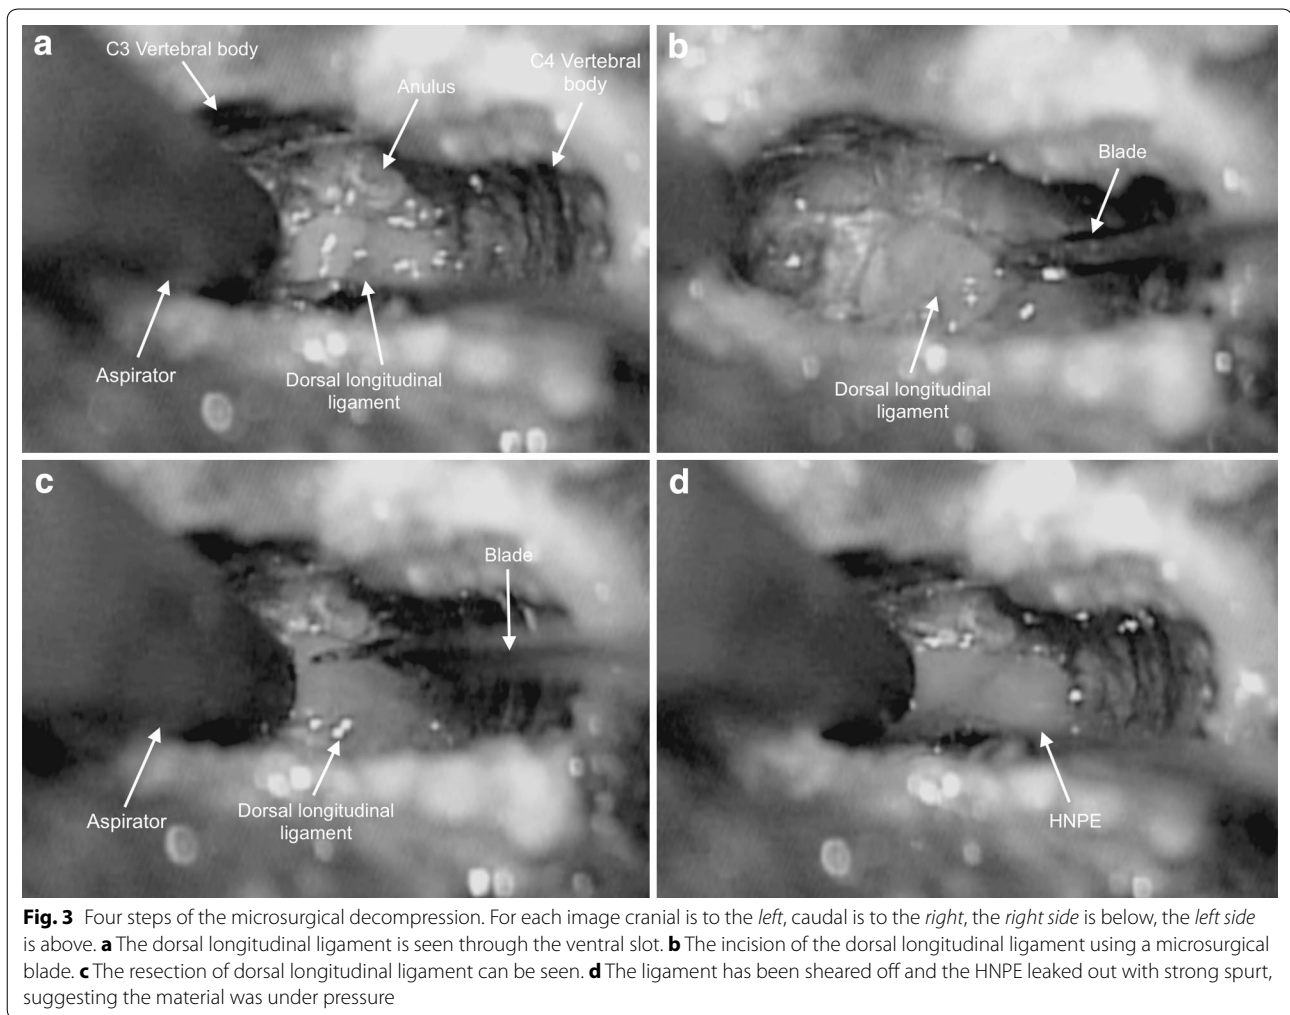 a
C3 Vertebral body
C4 Vertebral
body
Anulus
Aspirator
Dorsal longitudinal
ligament
b
Blade
Dorsal longitudinal
ligament
c
Blade
Aspirator
Dorsal longitudinal
ligament
d
HNPE
Fig. 3 Four steps of the microsurgical decompression. For each image cranial is to the left, caudal is to the right, the right side is below, the left side
is above. a The dorsal longitudinal ligament is seen through the ventral slot. b The incision of the dorsal longitudinal ligament using a microsurgical
blade. c The resection of dorsal longitudinal ligament can be seen. d The ligament has been sheared off and the HNPE leaked out with strong spurt,
suggesting the material was under pressure